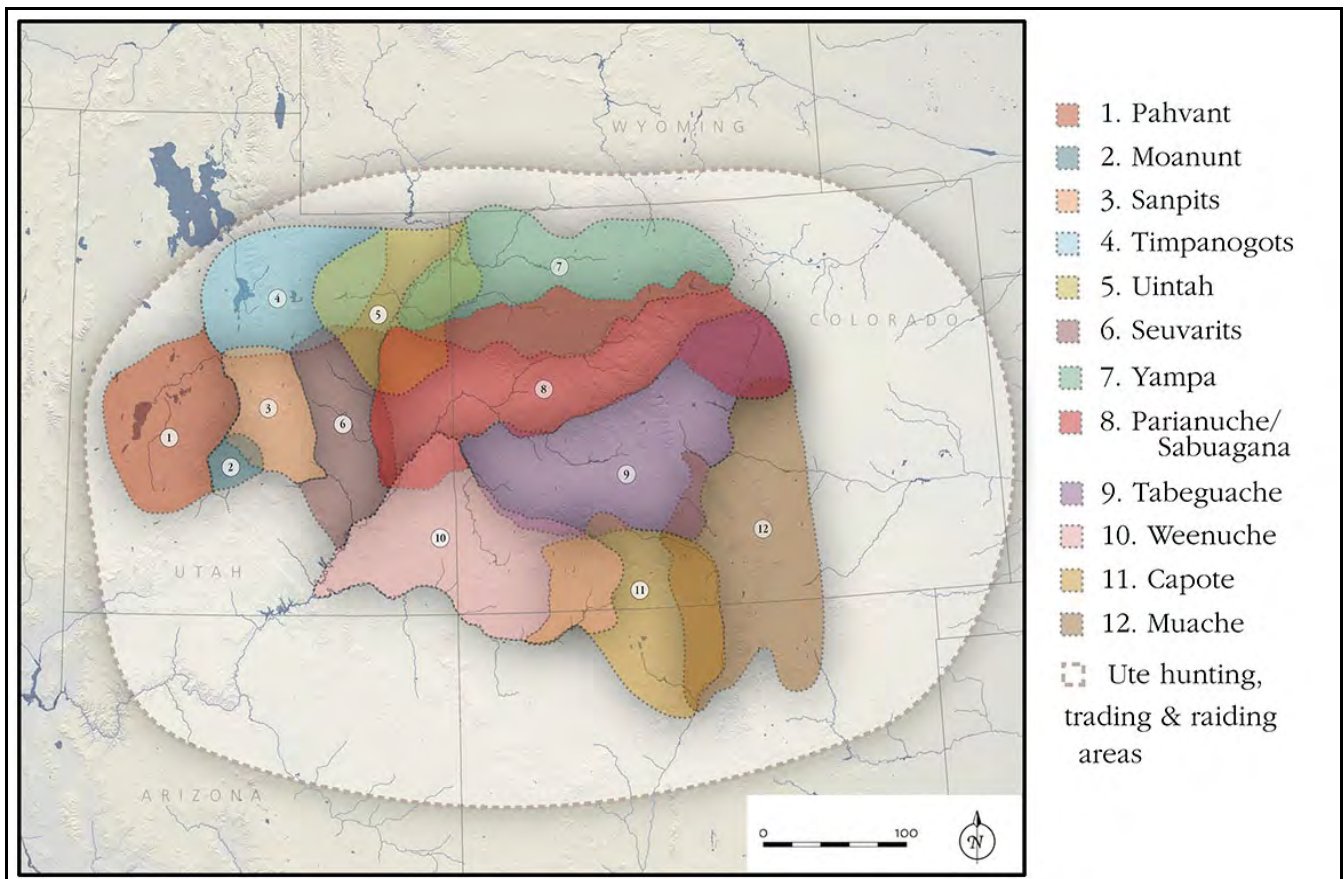 WYOMING
COLORADO
UTAH
ARIZONA
1
2
3
4
5
6
7
8
9
10
11
12
0 100
N
1. Pahvant
2. Moanunt
3. Sanpits
4. Timpanogots
5. Uintah
6. Seuvarits
7. Yampa
8. Parianuche/
Sabuagana
9. Tabeguache
10. Weenuche
11. Capote
12. Muache
Ute hunting,
trading & raiding
areas